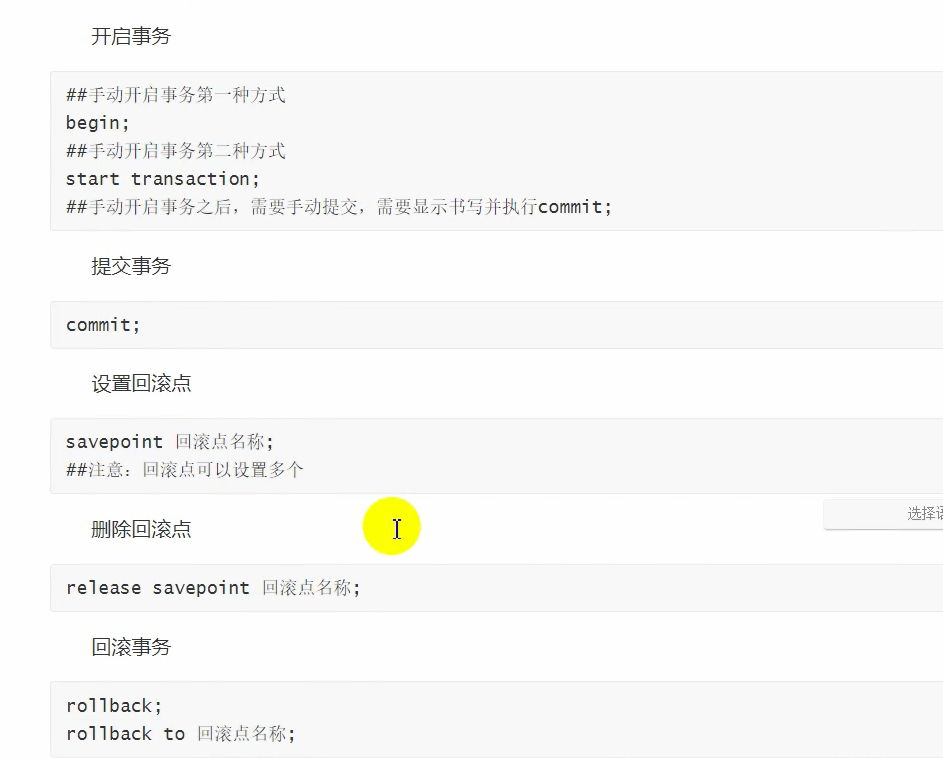 开启事务
##手动开启事务第一种方式
begin;
##手动开启事务第二种方式
start transaction;
##手动开启事务之后，需要手动提交，需要显示书写并执行commit;
提交事务
commit;
设置回滚点
savepoint 回滚点名称;
##注意：回滚点可以设置多个
选择语
删除回滚点
release savepoint 回滚点名称;
回滚事务
rollback;
rollback to 回滚点名称;